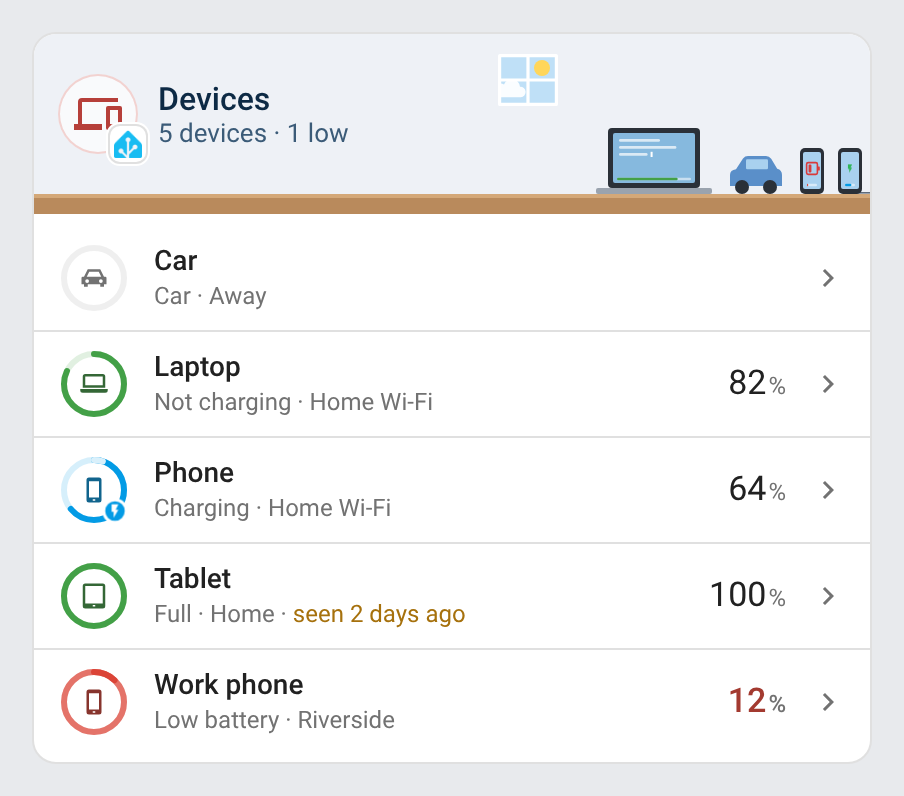 Devices
5 devices · 1 low
Car
Car · Away
Laptop
Not charging · Home Wi-Fi
82%
Phone
Charging · Home Wi-Fi
64%
Tablet
Full · Home · seen 2 days ago
100%
Work phone
Low battery · Riverside
12%